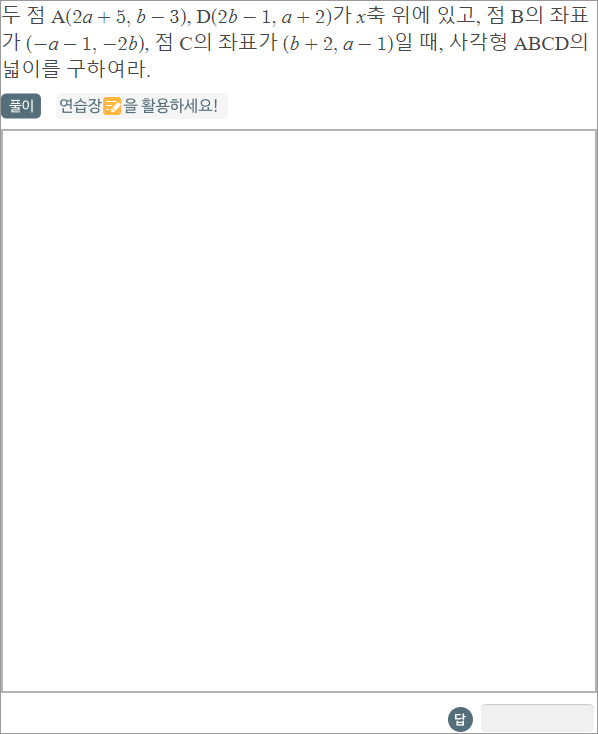 두 점 A(2a + 5, b − 3), D(2b − 1, a + 2)가 x축 위에 있고, 점 B의 좌표
가 (−a − 1, −2b), 점 C의 좌표가 (b + 2, a − 1)일 때, 사각형 ABCD의
넓이를 구하여라.
풀이 연습장을 활용하세요!
답